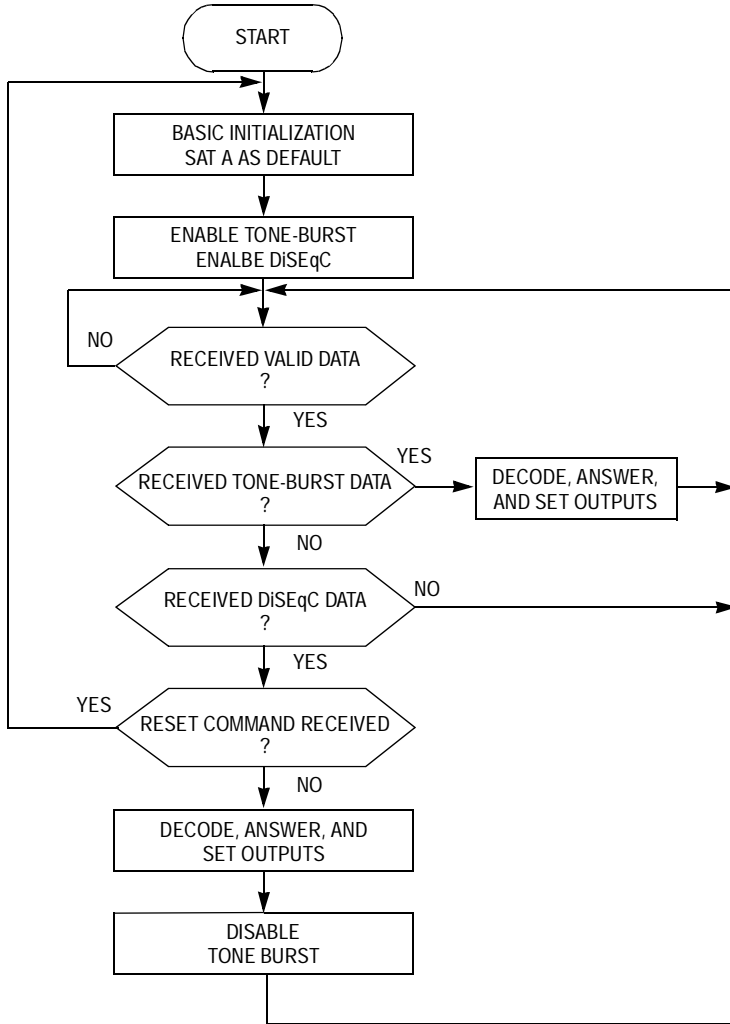 START
BASIC INITIALIZATION
SAT A AS DEFAULT
ENABLE TONE-BURST
ENALBE DiSEqC
NO
RECEIVED VALID DATA
?
YES
RECEIVED TONE-BURST DATA
?
YES
DECODE, ANSWER,
AND SET OUTPUTS
NO
RECEIVED DiSEqC DATA
?
NO
YES
YES
RESET COMMAND RECEIVED
?
NO
DECODE, ANSWER, AND
SET OUTPUTS
DISABLE
TONE BURST